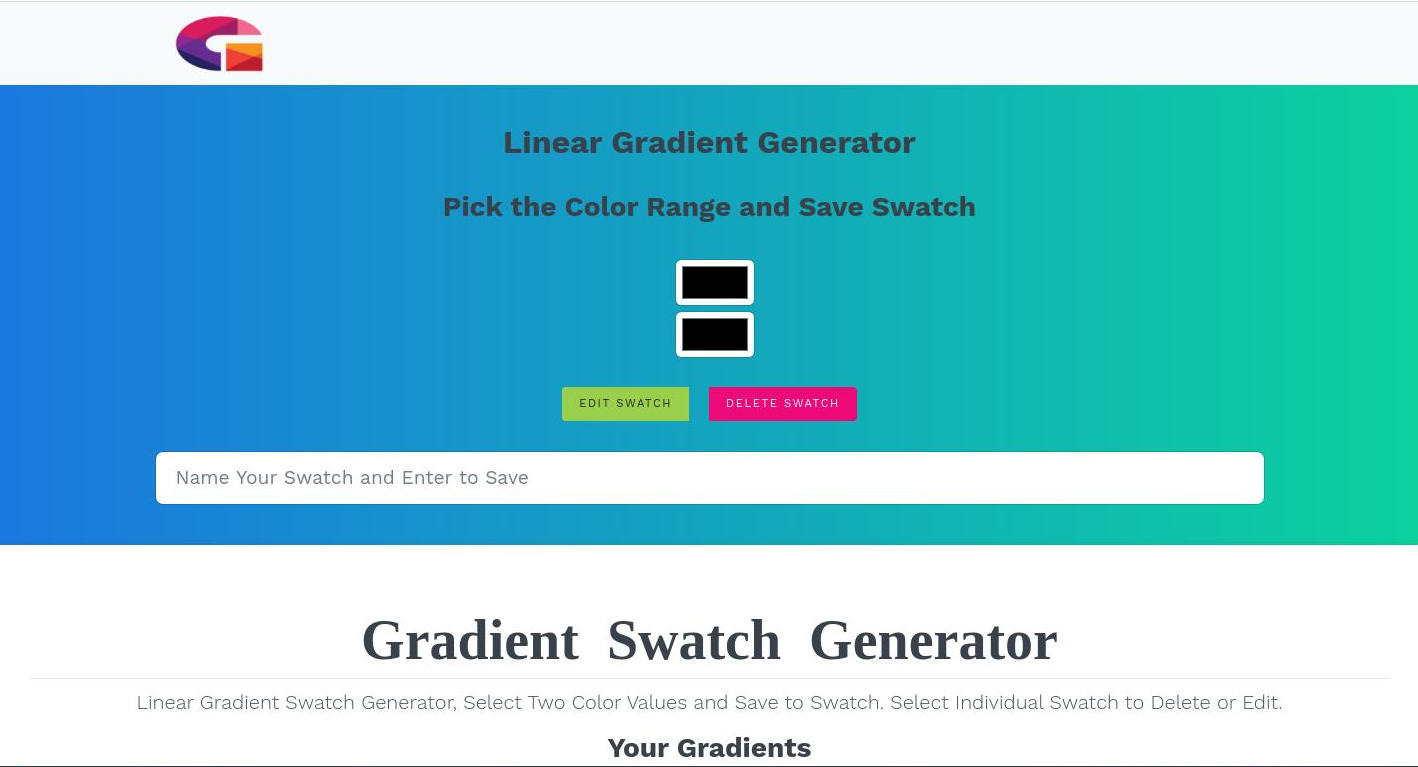 Linear Gradient Generator
Pick the Color Range and Save Swatch
EDIT SWATCH DELETE SWATCH
Name Your Swatch and Enter to Save
Gradient Swatch Generator
Linear Gradient Swatch Generator, Select Two Color Values and Save to Swatch. Select Individual Swatch to Delete or Edit.
Your Gradients